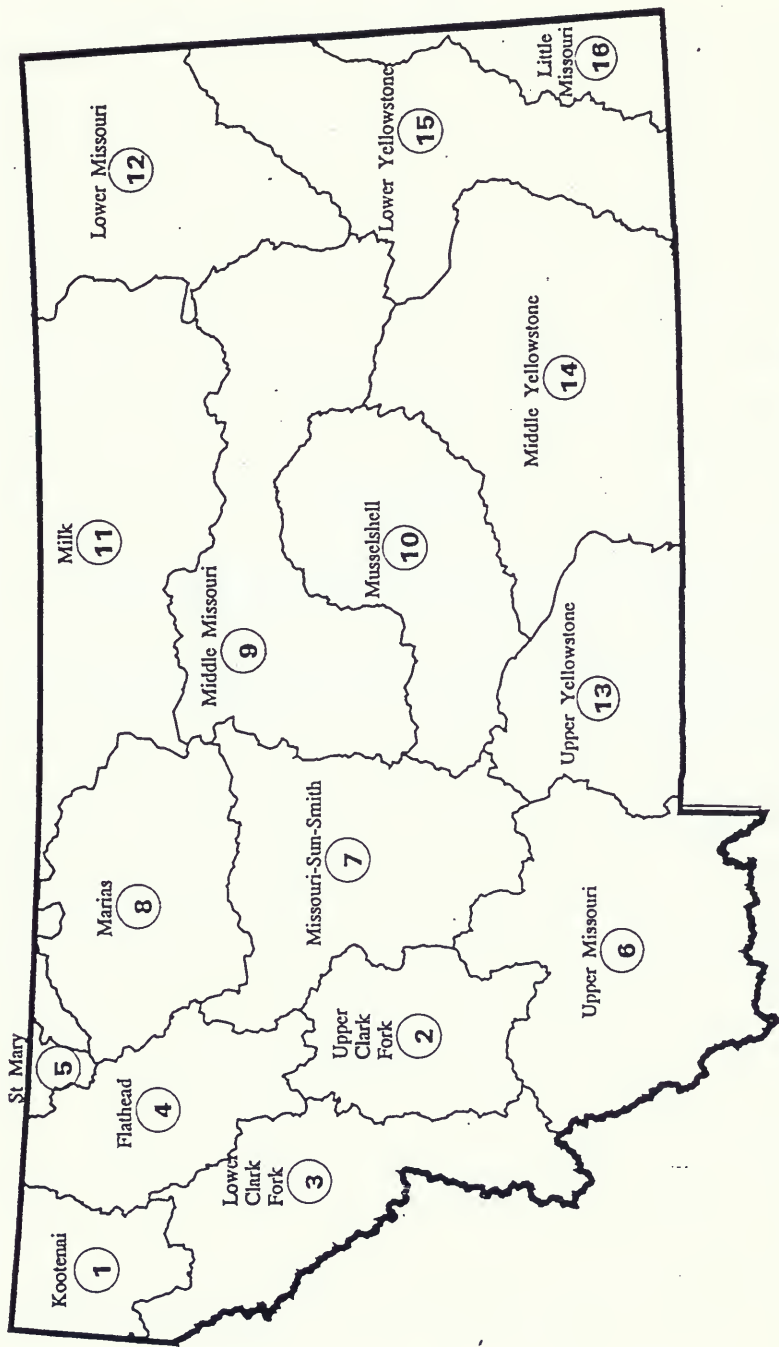 Kootenai
1
Upper
Clark
Fork
2
Lower
Clark
Fork
3
Flathead
4
St Mary
5
Upper Missouri
6
Missouri-Sun-Smith
7
Marias
8
Middle Missouri
9
Musselshell
10
Milk
11
Lower Missouri
12
Upper Yellowstone
13
Middle Yellowstone
14
Lower Yellowstone
15
Little
Missouri
16